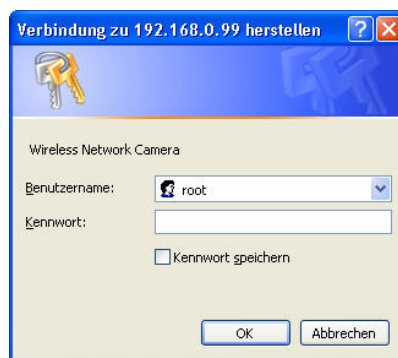 Verbindung zu 192.168.0.99 herstellen
Wireless Network Camera
Benutzername:
root
Kennwort:
Kennwort speichern
OK
Abbrechen